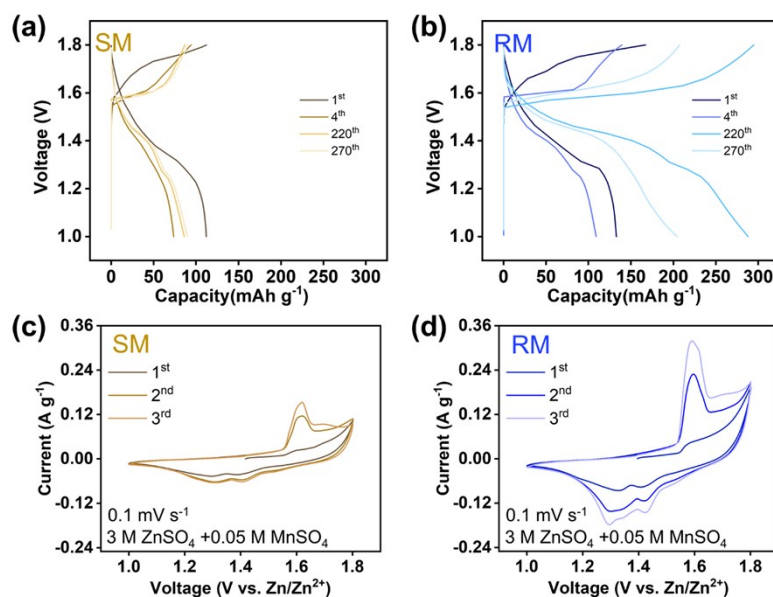 (a)
SM
1.8
1.6
1.4
1.2
1.0
Voltage (V)
1st
4th
220th
270th
0 50 100 150 200 250 300
Capacity(mAh g⁻¹)
(b)
RM
1.8
1.6
1.4
1.2
1.0
Voltage (V)
1st
4th
220th
270th
0 50 100 150 200 250 300
Capacity(mAh g⁻¹)
(c)
SM
0.36
0.24
0.12
0.00
-0.12
-0.24
Current (A g⁻¹)
1st
2nd
3rd
0.1 mV s⁻¹
3 M ZnSO₄ +0.05 M MnSO₄
1.0 1.2 1.4 1.6 1.8
Voltage (V vs. Zn/Zn²⁺)
(d)
RM
0.36
0.24
0.12
0.00
-0.12
-0.24
Current (A g⁻¹)
1st
2nd
3rd
0.1 mV s⁻¹
3 M ZnSO₄ +0.05 M MnSO₄
1.0 1.2 1.4 1.6 1.8
Voltage (V vs. Zn/Zn²⁺)